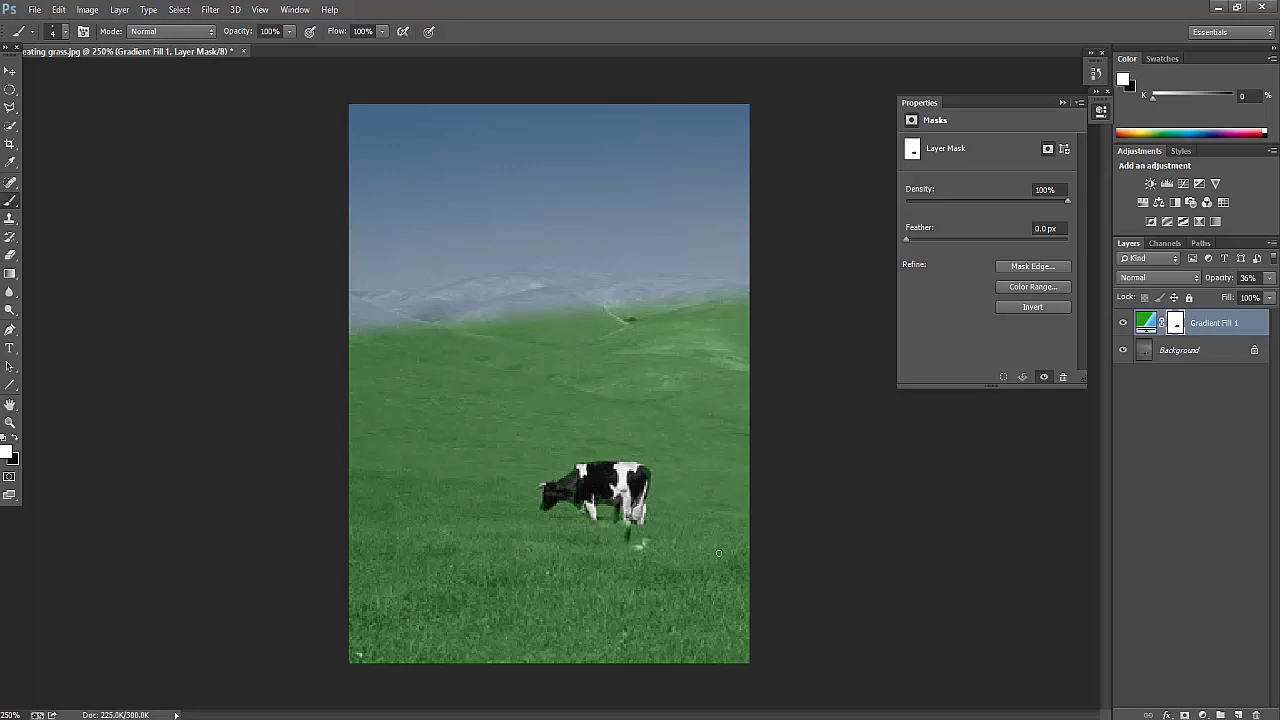 Ps File Edit Image Layer Type Select Filter 3D View Window Help
4 Mode: Normal Opacity: 100% Flow: 100% Essentials
eating grass.jpg @ 250% (Gradient Fill 1, Layer Mask/8) * ×
Color Swatches
K 0 %
Properties
Masks
Layer Mask
Density: 100%
Feather: 0.0 px
Refine: Mask Edge...
Color Range...
Invert
Adjustments Styles
Add an adjustment
Layers Channels Paths
Kind
Normal Opacity: 36%
Lock: Fill: 100%
Gradient Fill 1
Background
250% Doc: 225.0K/300.0K